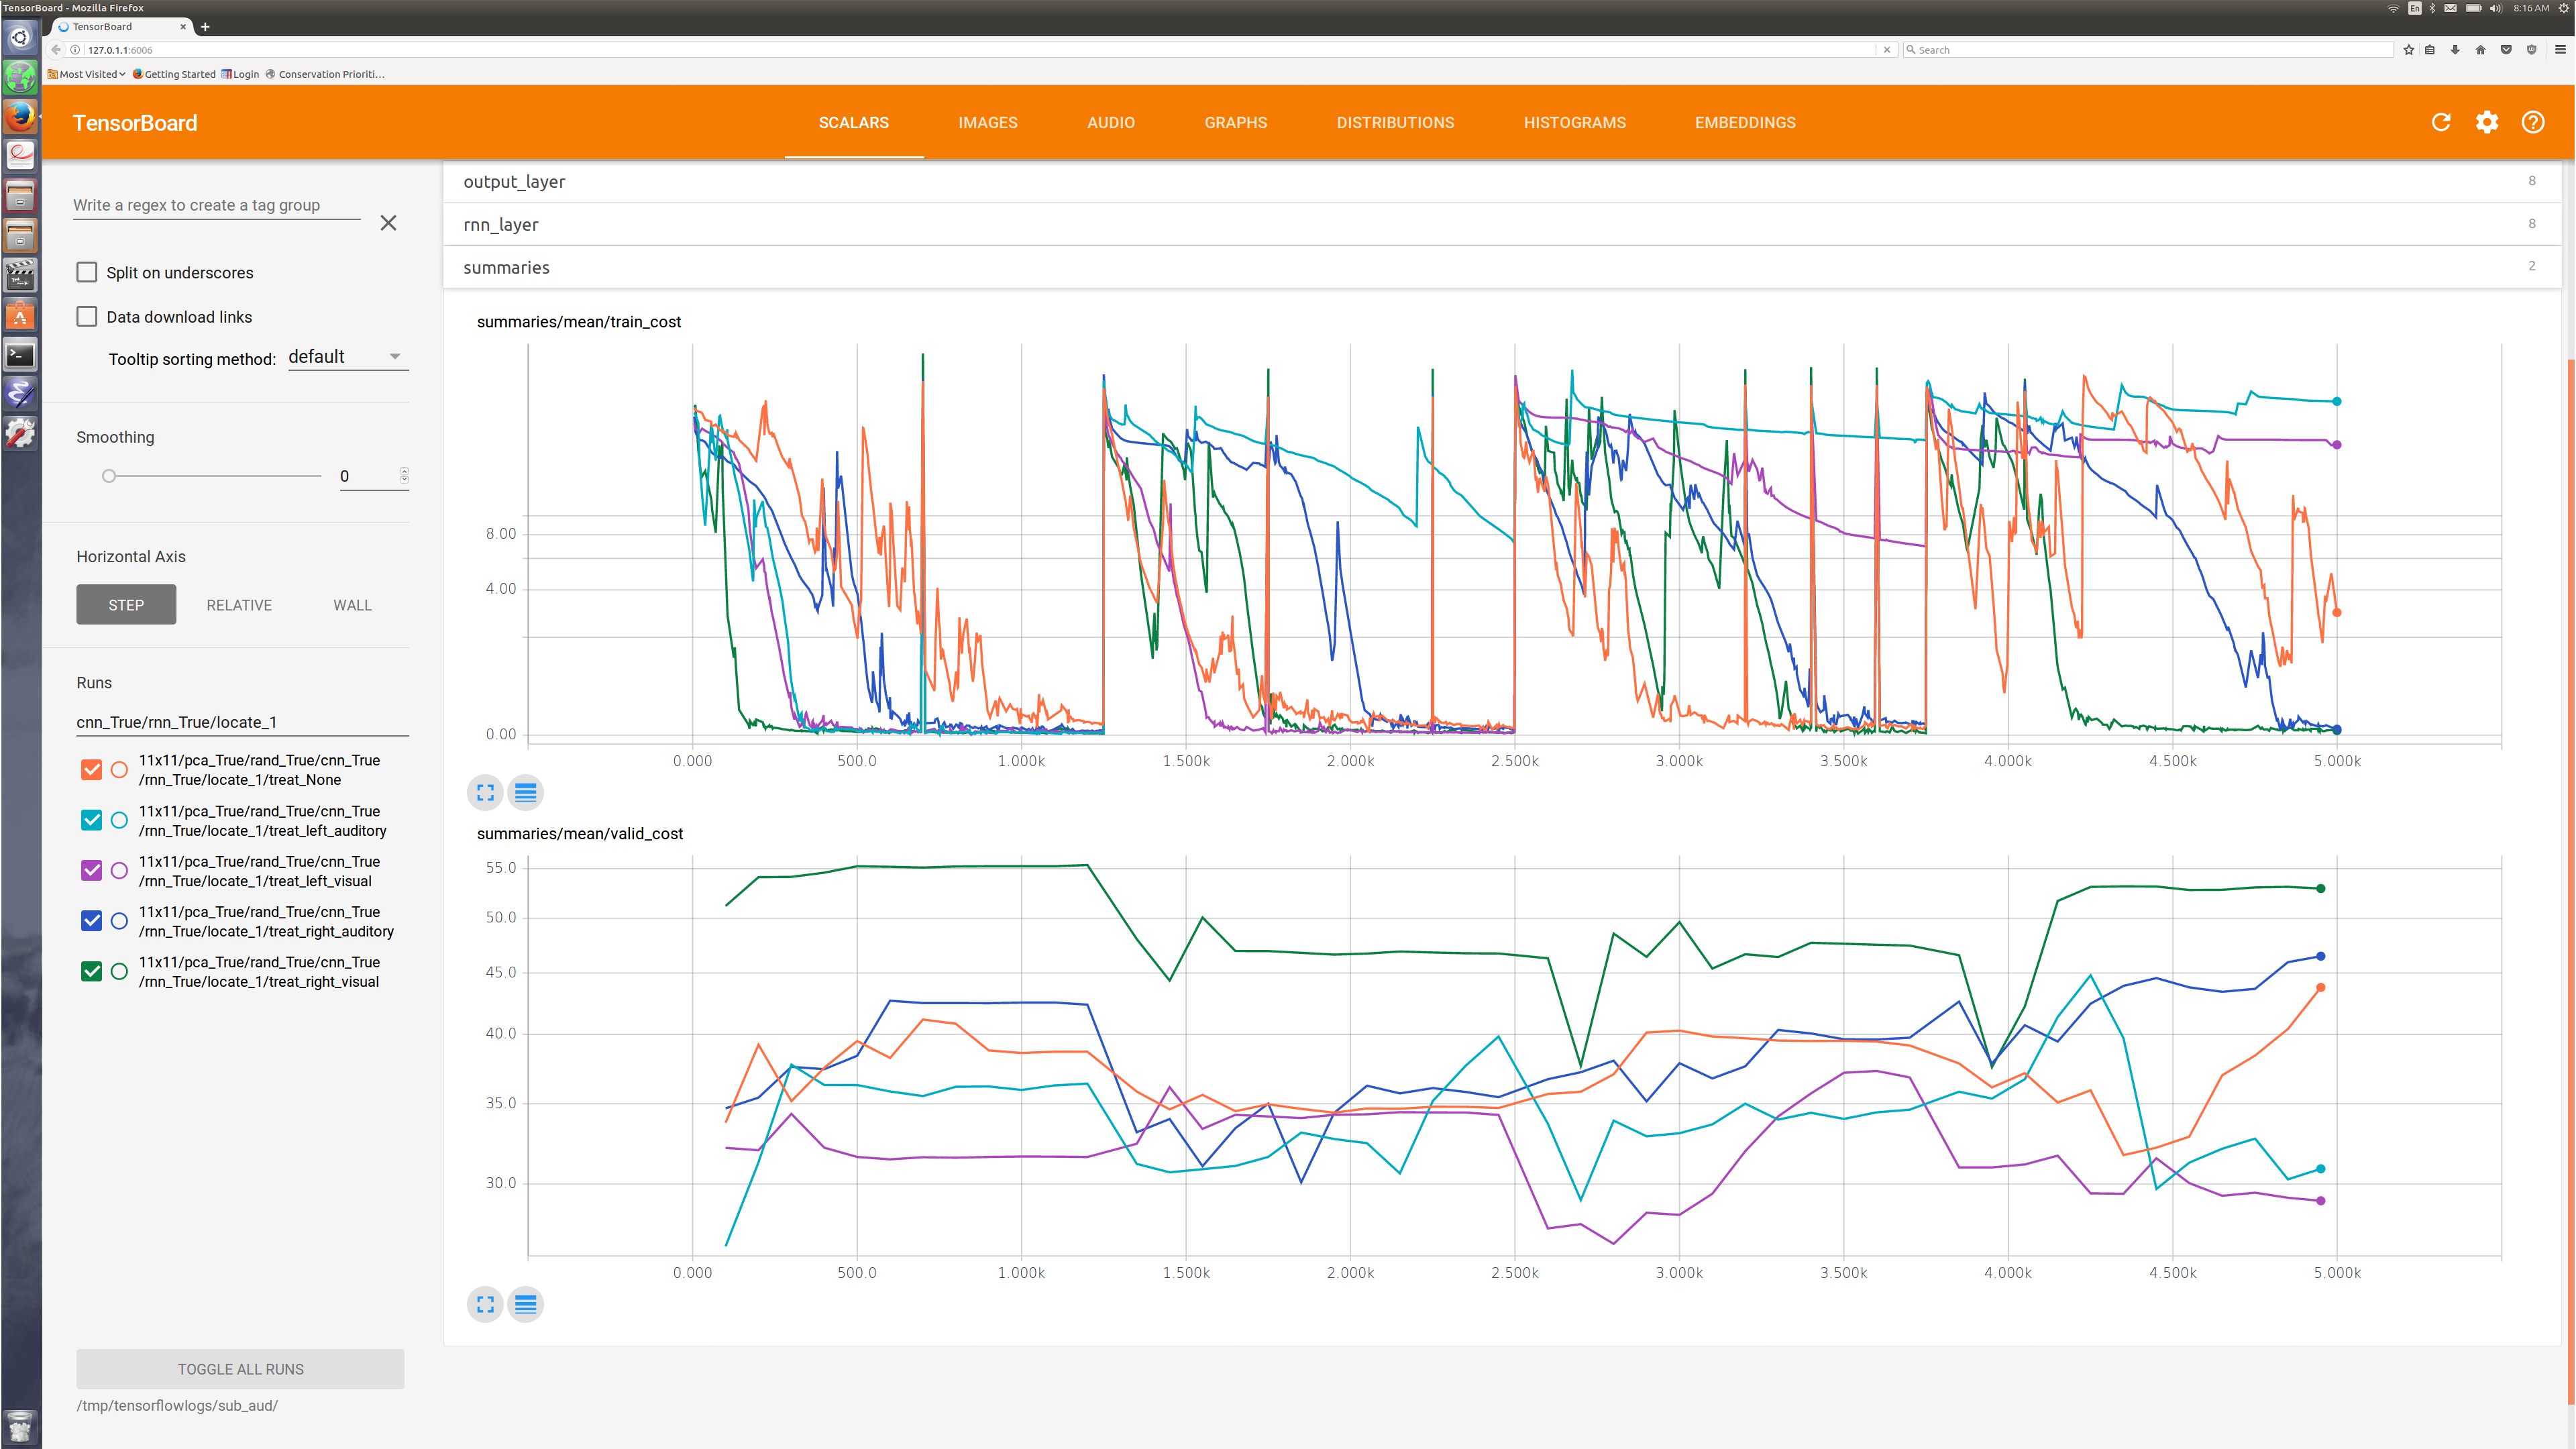 TensorBoard - Mozilla Firefox
En
8:16 AM
TensorBoard
127.0.1.1:6006
Search
Most Visited
Getting Started
Login
Conservation Prioriti...
TensorBoard
SCALARS
IMAGES
AUDIO
GRAPHS
DISTRIBUTIONS
HISTOGRAMS
EMBEDDINGS
Write a regex to create a tag group
Split on underscores
Data download links
Tooltip sorting method: default
Smoothing
0
Horizontal Axis
STEP
RELATIVE
WALL
Runs
cnn_True/rnn_True/locate_1
11x11/pca_True/rand_True/cnn_True
/rnn_True/locate_1/treat_None
11x11/pca_True/rand_True/cnn_True
/rnn_True/locate_1/treat_left_auditory
11x11/pca_True/rand_True/cnn_True
/rnn_True/locate_1/treat_left_visual
11x11/pca_True/rand_True/cnn_True
/rnn_True/locate_1/treat_right_auditory
11x11/pca_True/rand_True/cnn_True
/rnn_True/locate_1/treat_right_visual
TOGGLE ALL RUNS
/tmp/tensorflowlogs/sub_aud/
output_layer 8
rnn_layer 8
summaries 2
summaries/mean/train_cost
8.00
4.00
0.00
0.000 500.0 1.000k 1.500k 2.000k 2.500k 3.000k 3.500k 4.000k 4.500k 5.000k
summaries/mean/valid_cost
55.0
50.0
45.0
40.0
35.0
30.0
0.000 500.0 1.000k 1.500k 2.000k 2.500k 3.000k 3.500k 4.000k 4.500k 5.000k